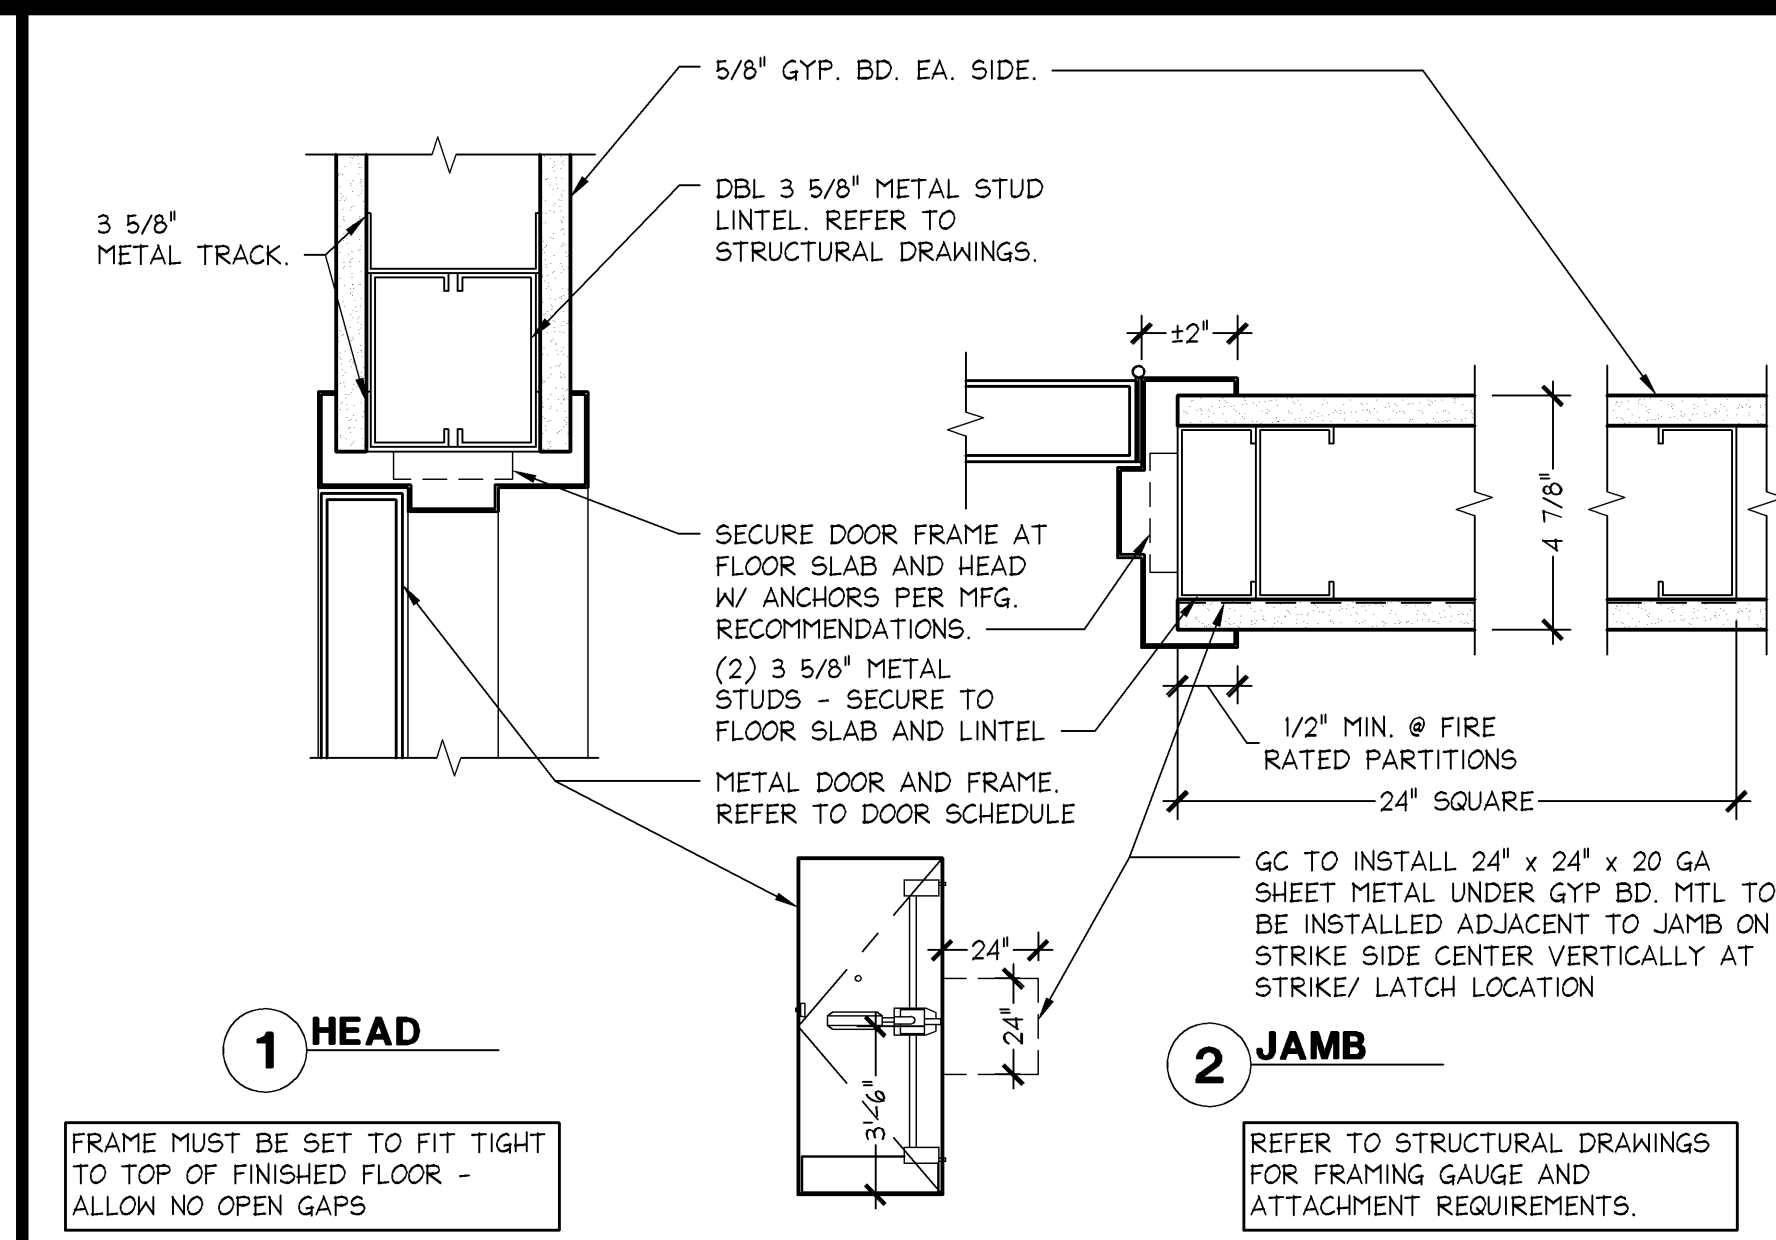 5/8" GYP. BD. EA. SIDE.
3 5/8"
METAL TRACK.
DBL 3 5/8" METAL STUD
LINTEL. REFER TO
STRUCTURAL DRAWINGS.
±2"
4 7/8"
SECURE DOOR FRAME AT
FLOOR SLAB AND HEAD
W/ ANCHORS PER MFG.
RECOMMENDATIONS.
(2) 3 5/8" METAL
STUDS - SECURE TO
FLOOR SLAB AND LINTEL
METAL DOOR AND FRAME.
REFER TO DOOR SCHEDULE
1/2" MIN. @ FIRE
RATED PARTITIONS
24" SQUARE
GC TO INSTALL 24" x 24" x 20 GA
SHEET METAL UNDER GYP BD. MTL TO
BE INSTALLED ADJACENT TO JAMB ON
STRIKE SIDE CENTER VERTICALLY AT
STRIKE/ LATCH LOCATION
24"
24"
3'-6"
1 HEAD
2 JAMB
FRAME MUST BE SET TO FIT TIGHT
TO TOP OF FINISHED FLOOR -
ALLOW NO OPEN GAPS
REFER TO STRUCTURAL DRAWINGS
FOR FRAMING GAUGE AND
ATTACHMENT REQUIREMENTS.